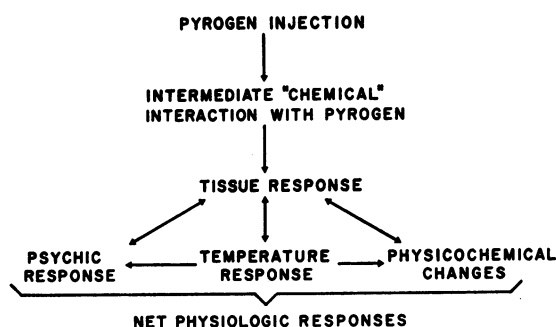 PYROGEN INJECTION
INTERMEDIATE "CHEMICAL"
INTERACTION WITH PYROGEN
TISSUE RESPONSE
PSYCHIC
RESPONSE
TEMPERATURE
RESPONSE
PHYSICOCHEMICAL
CHANGES
NET PHYSIOLOGIC RESPONSES